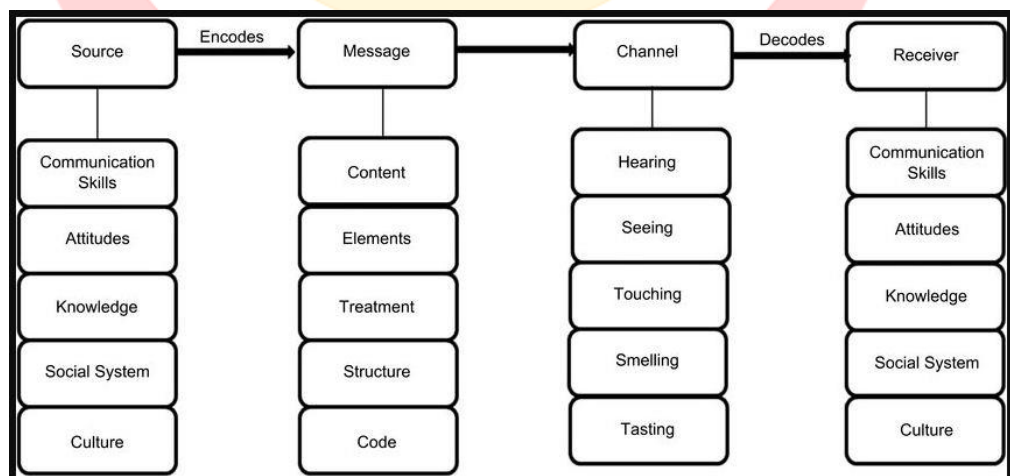 Source
Encodes
Message
Channel
Decodes
Receiver
Communication
Skills
Attitudes
Knowledge
Social System
Culture
Content
Elements
Treatment
Structure
Code
Hearing
Seeing
Touching
Smelling
Tasting
Communication
Skills
Attitudes
Knowledge
Social System
Culture